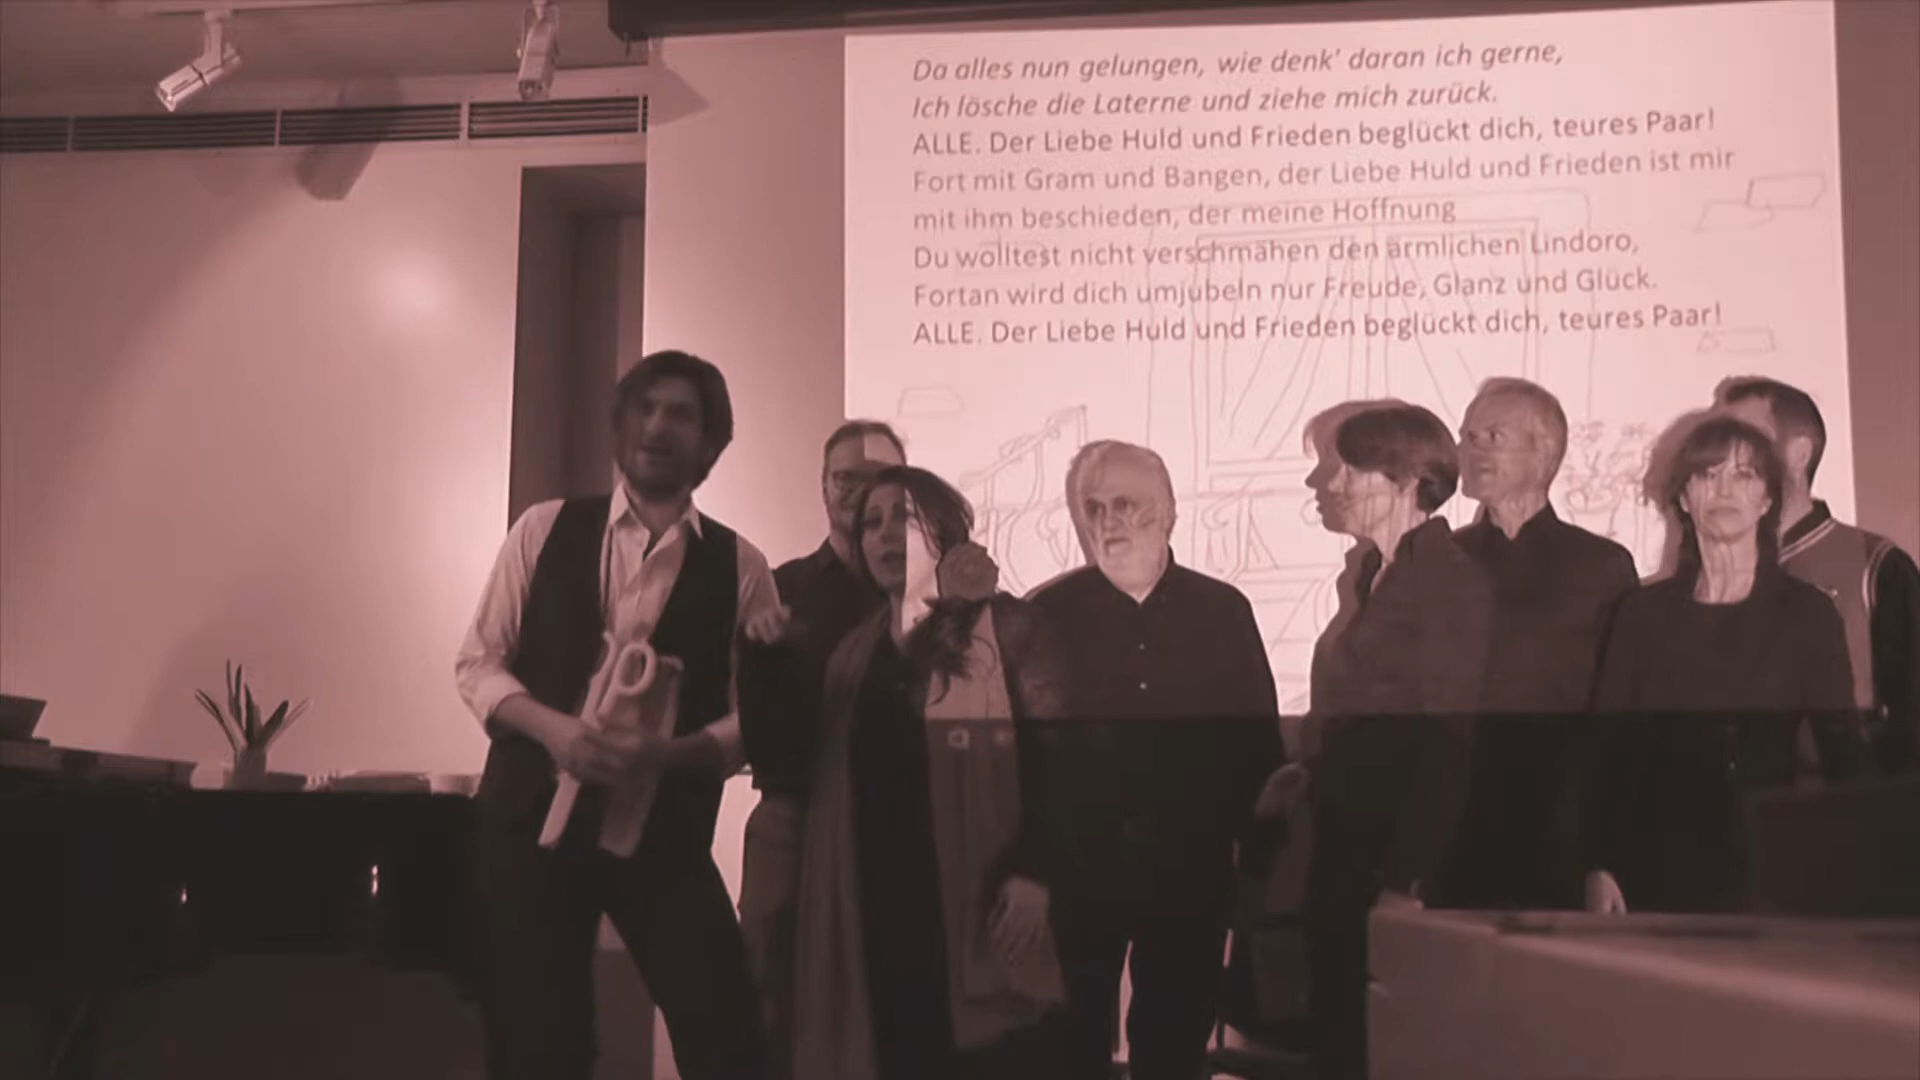 Da alles nun gelungen, wie denk' daran ich gerne,
Ich lösche die Laterne und ziehe mich zurück.
ALLE. Der Liebe Huld und Frieden beglückt dich, teures Paar!
Fort mit Gram und Bangen, der Liebe Huld und Frieden ist mir
mit ihm beschieden, der meine Hoffnung
Du wolltest nicht verschmähen den ärmlichen Lindoro,
Fortan wird dich umjubeln nur Freude, Glanz und Glück.
ALLE. Der Liebe Huld und Frieden beglückt dich, teures Paar!